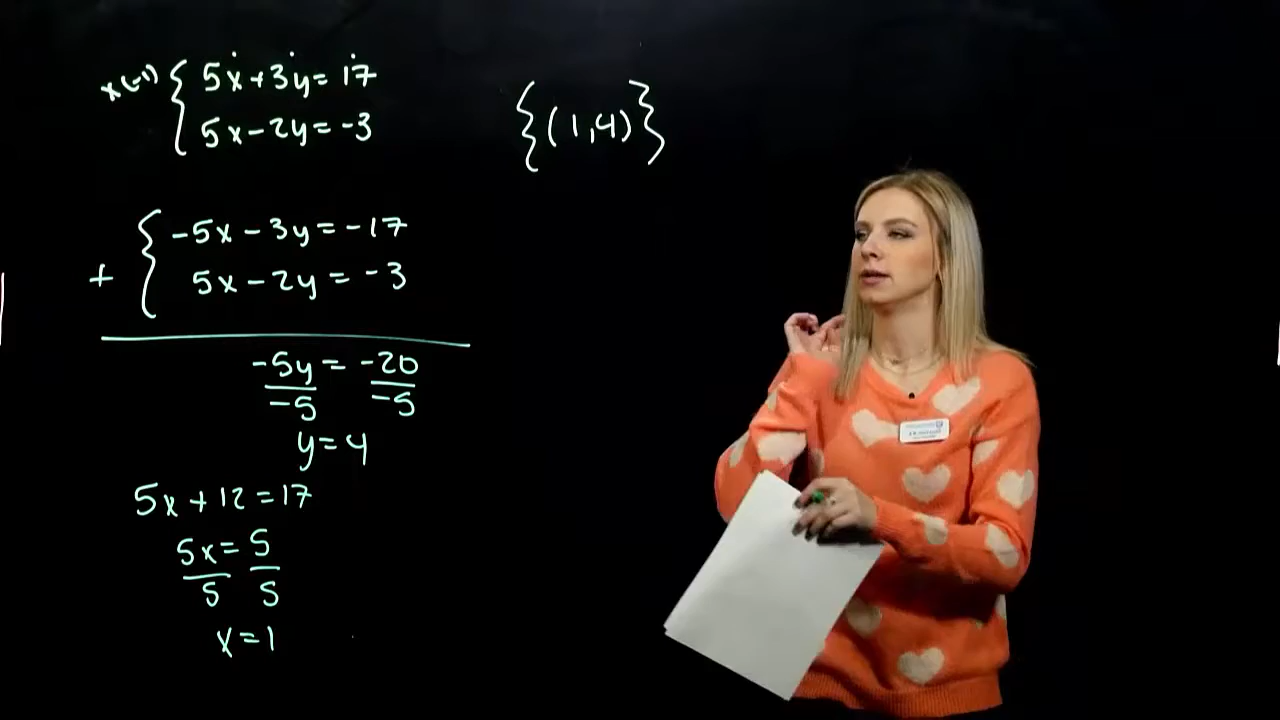 x(-1) { 5x+3y=17
5x-2y=-3
{(1,4)}
+ { -5x-3y=-17
5x-2y=-3
-5y = -20
-5 -5
y=4
5x+12=17
5x=5
5 5
x=1